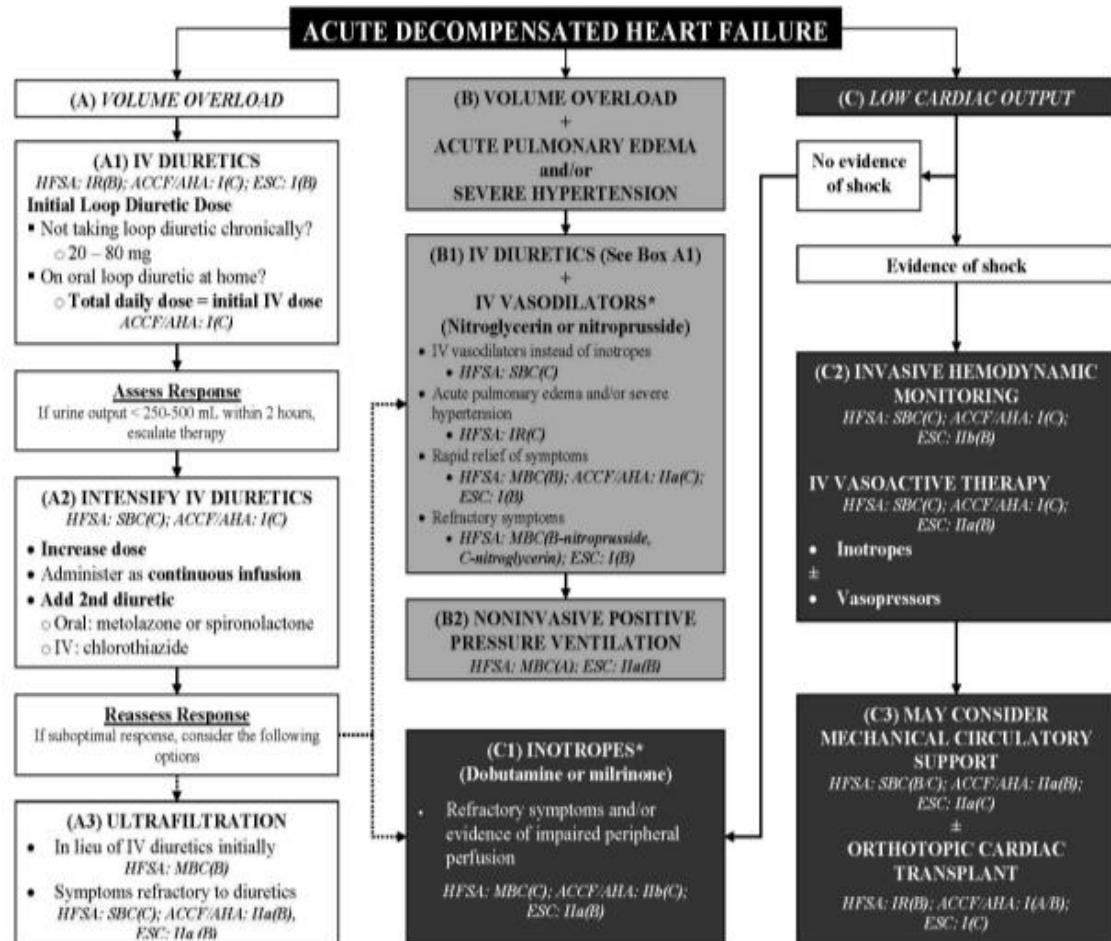 ACUTE DECOMPENSATED HEART FAILURE
(A) VOLUME OVERLOAD
(A1) IV DIURETICS
HFSA: IR(B); ACCF/AHA: I(C); ESC: I(B)
Initial Loop Diuretic Dose
▪ Not taking loop diuretic chronically?
o 20 – 80 mg
▪ On oral loop diuretic at home?
o Total daily dose = initial IV dose
ACCF/AHA: I(C)
Assess Response
If urine output < 250-500 mL within 2 hours,
escalate therapy
(A2) INTENSIFY IV DIURETICS
HFSA: SBC(C); ACCF/AHA: I(C)
• Increase dose
• Administer as continuous infusion
• Add 2nd diuretic
o Oral: metolazone or spironolactone
o IV: chlorothiazide
Reassess Response
If suboptimal response, consider the following
options
(A3) ULTRAFILTRATION
• In lieu of IV diuretics initially
HFSA: MBC(B)
• Symptoms refractory to diuretics
HFSA: SBC(C); ACCF/AHA: IIa(B),
ESC: IIa (B)
(B) VOLUME OVERLOAD
+
ACUTE PULMONARY EDEMA
and/or
SEVERE HYPERTENSION
(B1) IV DIURETICS (See Box A1)
+
IV VASODILATORS*
(Nitroglycerin or nitroprusside)
• IV vasodilators instead of inotropes
• HFSA: SBC(C)
• Acute pulmonary edema and/or severe
hypertension
• HFSA: IR(C)
• Rapid relief of symptoms
• HFSA: MBC(B); ACCF/AHA: IIa(C);
ESC: I(B)
• Refractory symptoms
• HFSA: MBC(B-nitroprusside,
C-nitroglycerin); ESC: I(B)
(B2) NONINVASIVE POSITIVE
PRESSURE VENTILATION
HFSA: MBC(A); ESC: IIa(B)
(C1) INOTROPES*
(Dobutamine or milrinone)
• Refractory symptoms and/or
evidence of impaired peripheral
perfusion
HFSA: MBC(C); ACCF/AHA: IIb(C);
ESC: IIa(B)
(C) LOW CARDIAC OUTPUT
No evidence
of shock
Evidence of shock
(C2) INVASIVE HEMODYNAMIC
MONITORING
HFSA: SBC(C); ACCF/AHA: I(C);
ESC: IIb(B)
IV VASOACTIVE THERAPY
HFSA: SBC(C); ACCF/AHA: I(C);
ESC: IIa(B)
• Inotropes
±
• Vasopressors
(C3) MAY CONSIDER
MECHANICAL CIRCULATORY
SUPPORT
HFSA: SBC(B/C); ACCF/AHA: IIa(B);
ESC: IIa(C)
±
ORTHOTOPIC CARDIAC
TRANSPLANT
HFSA: IR(B); ACCF/AHA: I(A/B);
ESC: I(C)